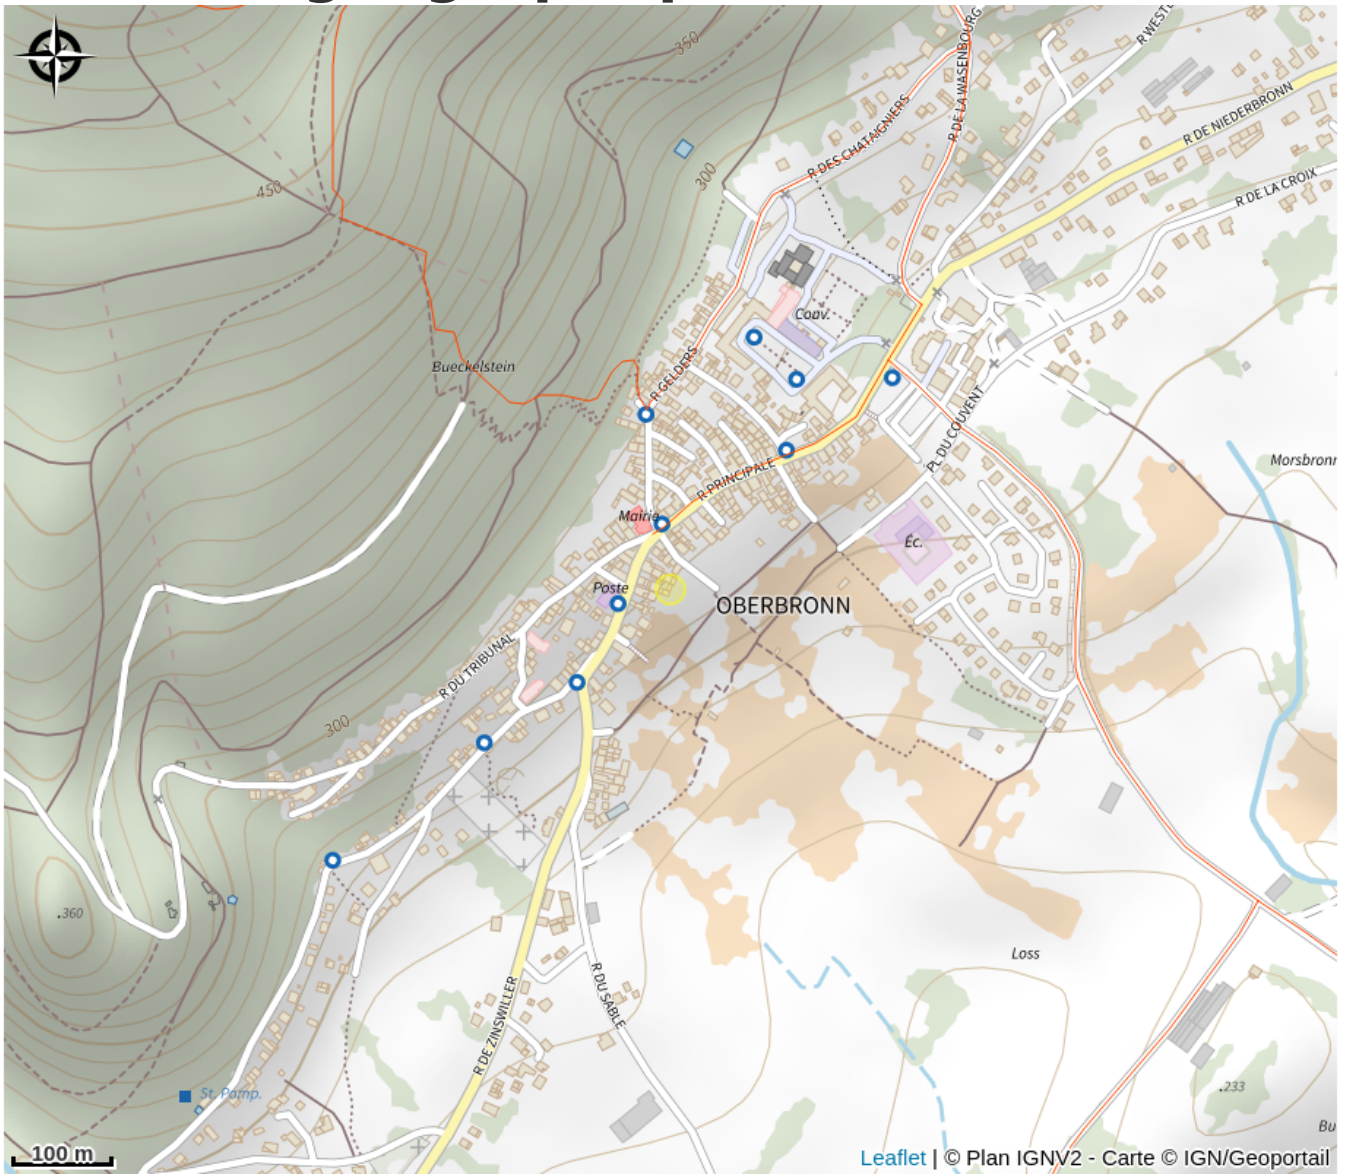 350
R DE LA WASENBOURG
R DES CHATAIGNIERS
R DE NIEDERBRONN
300
450
R DE LA CROIX
Conv.
Bueckelstein
R GELDERS
PL DU COUVENT
Morsbronn
R PRINCIPALE
Mairie
Éc.
Poste
OBERBRONN
R DU TRIBUNAL
300
.360
Loss
R DU SABLE
R DE ZINSWILLER
St. Pamp.
.233
Bu
100 m
Leaflet | © Plan IGNV2 - Carte © IGN/Geoportail